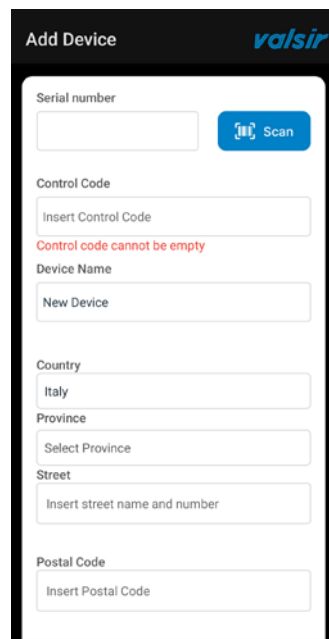 Add Device
valsir
Serial number
Scan
Control Code
Insert Control Code
Control code cannot be empty
Device Name
New Device
Country
Italy
Province
Select Province
Street
Insert street name and number
Postal Code
Insert Postal Code